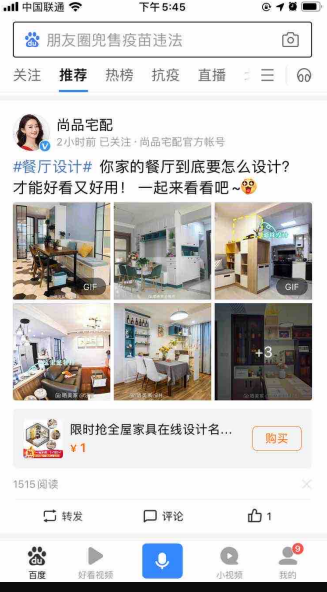 中国联通
下午5:45
朋友圈兜售疫苗违法
关注 推荐 热榜 抗疫 直播
尚品宅配
2小时前 已关注 · 尚品宅配官方帐号
#餐厅设计# 你家的餐厅到底要怎么设计?
才能好看又好用! 一起来看看吧~
GIF
GIF
+3
限时抢全屋家具在线设计名...
¥1
购买
1515阅读
转发 评论 1
百度 好看视频 小视频 我的
9